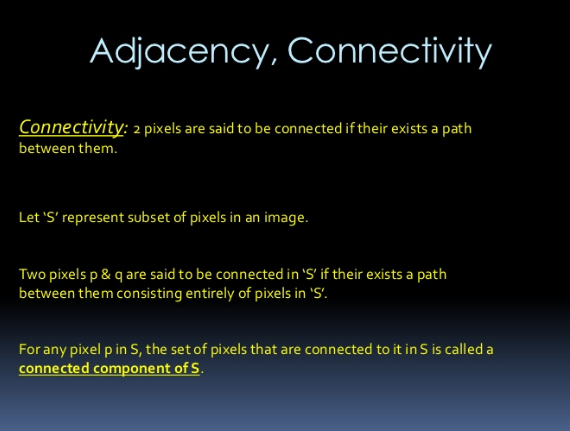 Adjacency, Connectivity
Connectivity: 2 pixels are said to be connected if their exists a path
between them.
Let ‘S’ represent subset of pixels in an image.
Two pixels p & q are said to be connected in ‘S’ if their exists a path
between them consisting entirely of pixels in ‘S’.
For any pixel p in S, the set of pixels that are connected to it in S is called a
connected component of S.